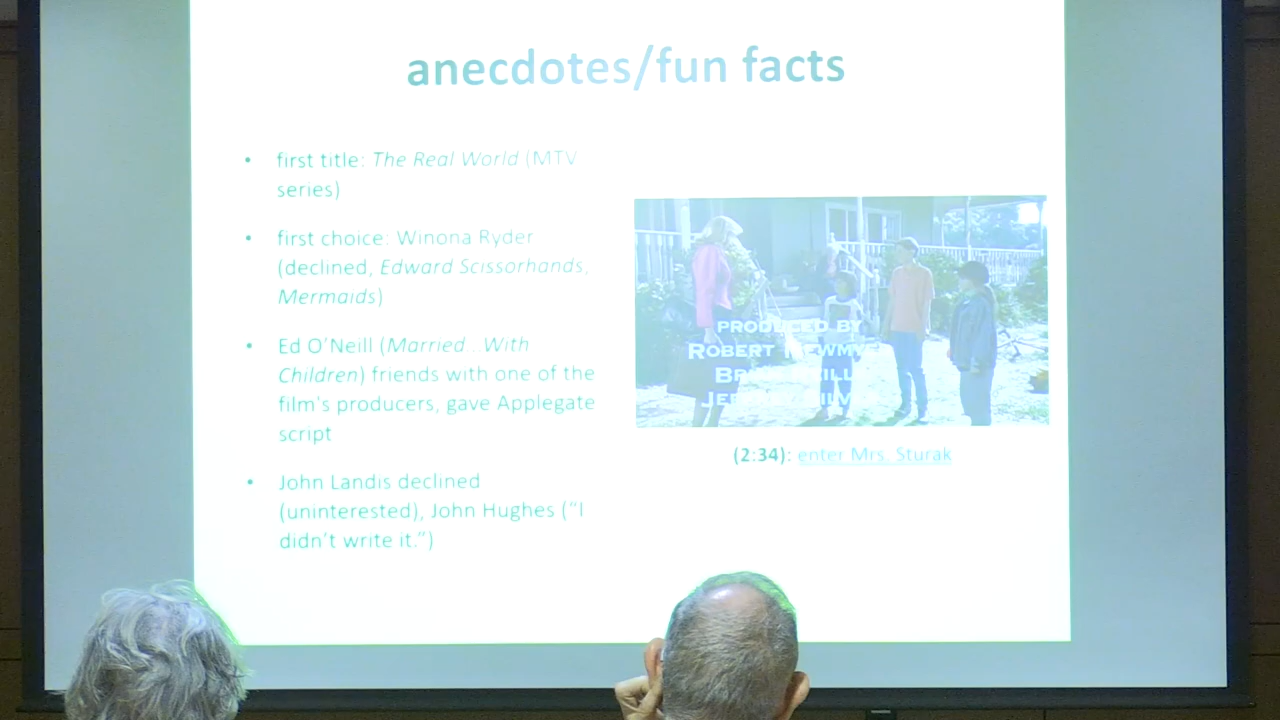 anecdotes/fun facts
• first title: The Real World (MTV
series)
• first choice: Winona Ryder
(declined, Edward Scissorhands,
Mermaids)
• Ed O’Neill (Married...With
Children) friends with one of the
film's producers, gave Applegate
script
• John Landis declined
(uninterested), John Hughes (“I
didn’t write it.”)
PRODUCED BY
ROBERT
(2:34): enter Mrs. Sturak